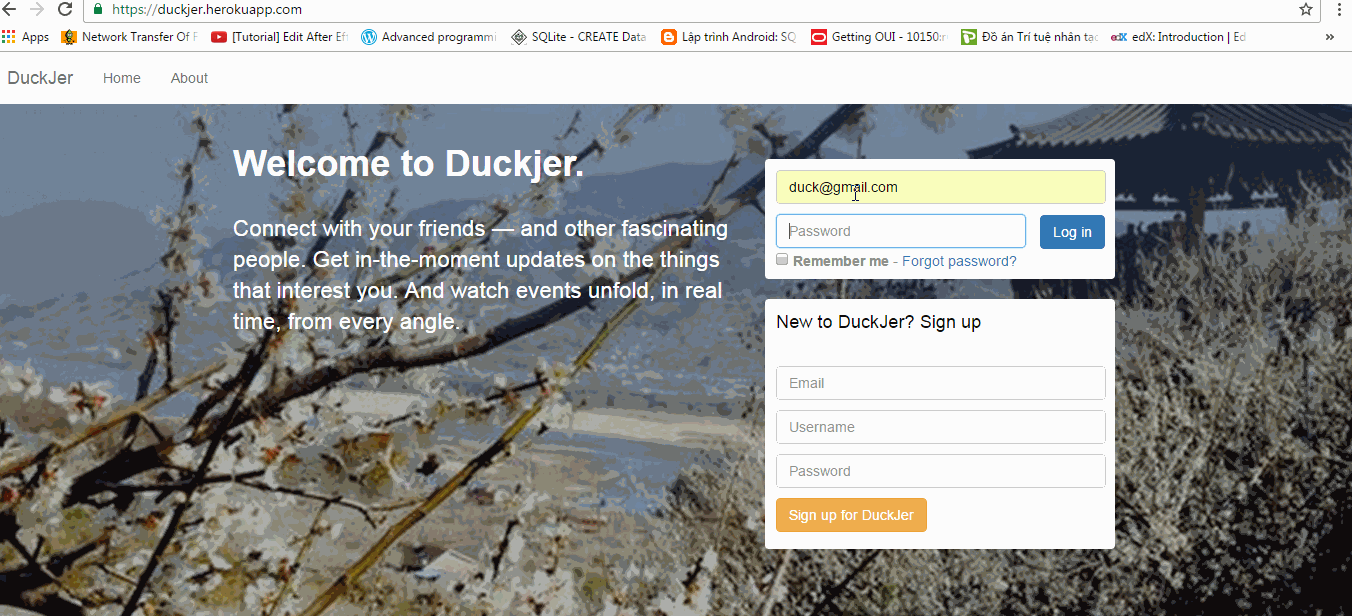 https://duckjer.herokuapp.com
Apps
Network Transfer Of F
[Tutorial] Edit After Eff
Advanced programmi
SQLite - CREATE Data
Lập trình Android: SQ
Getting OUI - 10150:
Đồ án Trí tuệ nhân tạo
edX: Introduction | Ed
»
DuckJer
Home
About
Welcome to Duckjer.
Connect with your friends — and other fascinating
people. Get in-the-moment updates on the things
that interest you. And watch events unfold, in real
time, from every angle.
duck@gmail.com
Password
Log in
Remember me - Forgot password?
New to DuckJer? Sign up
Email
Username
Password
Sign up for DuckJer